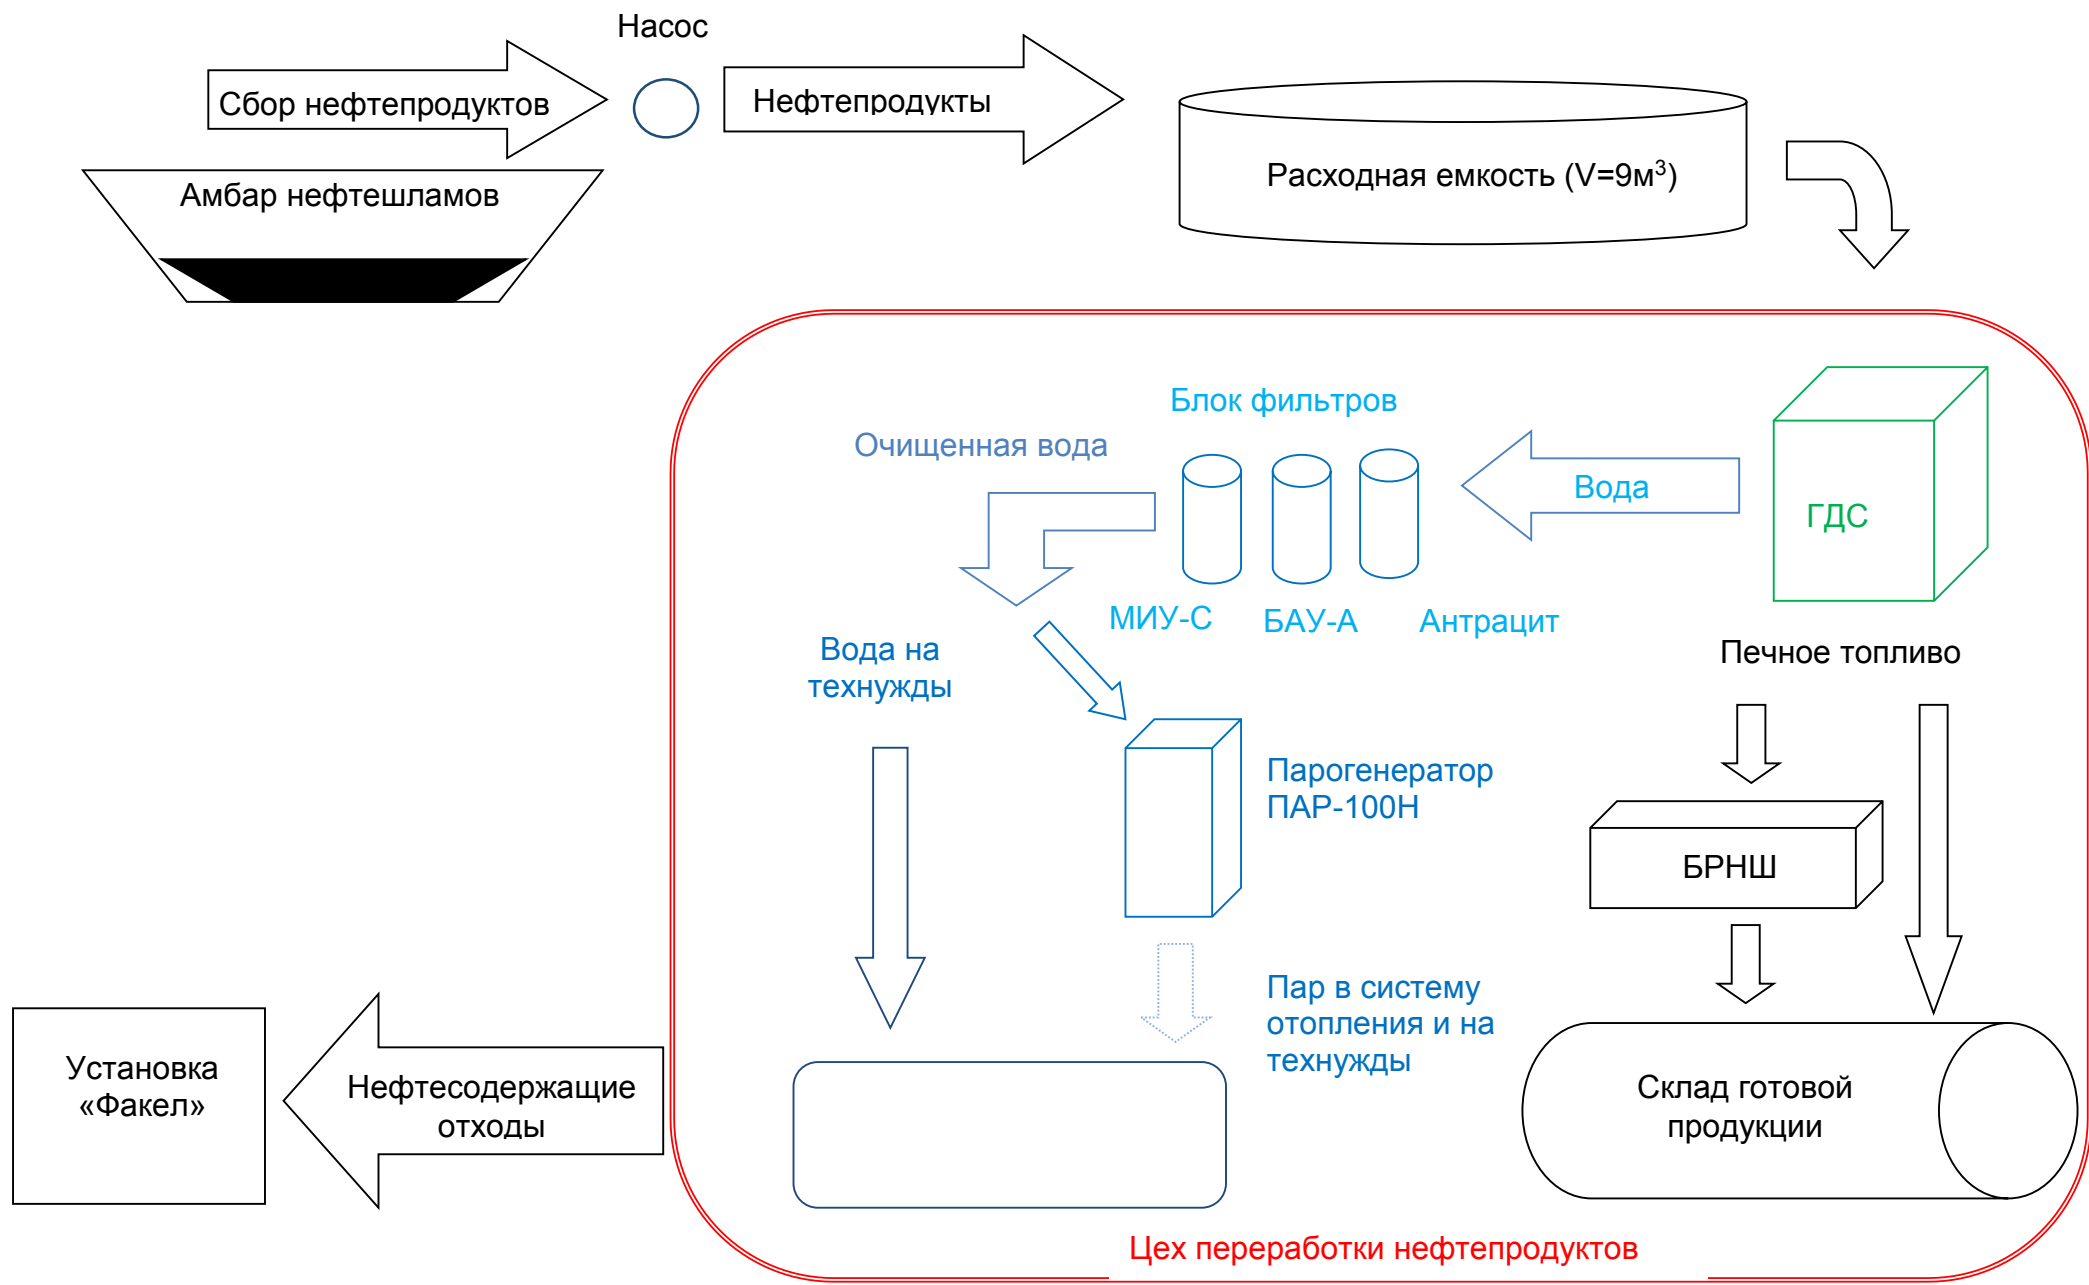 Насос
Сбор нефтепродуктов
Нефтепродукты
Расходная емкость (V=9м³)
Амбар нефтешламов
Блок фильтров
Очищенная вода
Вода
ГДС
МИУ-С
БАУ-А
Антрацит
Вода на
технужды
Печное топливо
Парогенератор
ПАР-100Н
БРНШ
Пар в систему
отопления и на
технужды
Установка
«Факел»
Нефтесодержащие
отходы
Склад готовой
продукции
Цех переработки нефтепродуктов